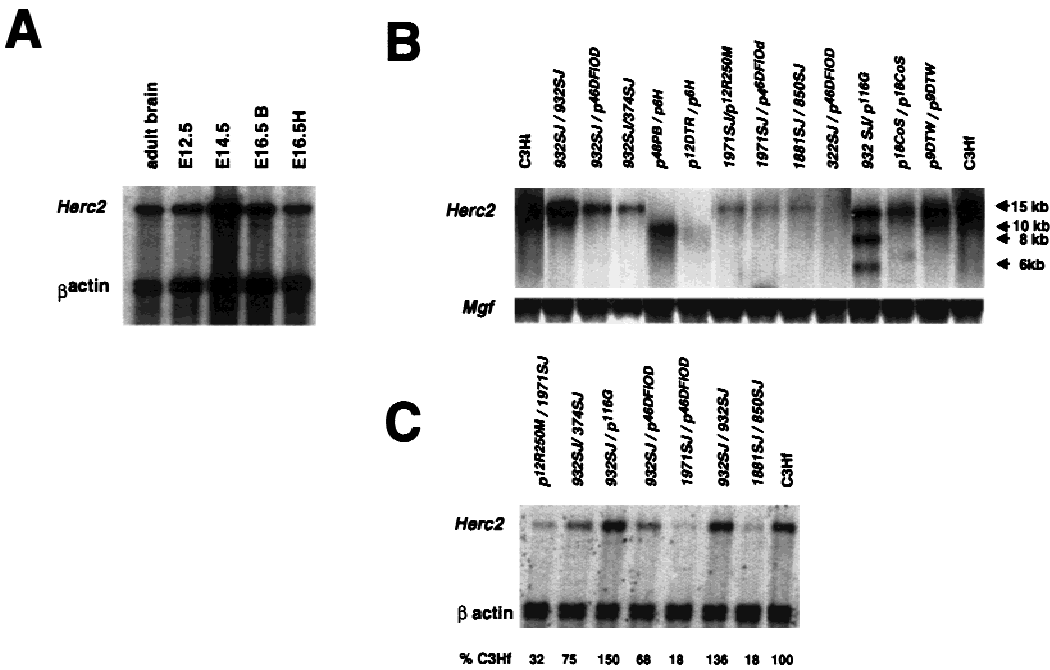 A
adult brain
E12.5
E14.5
E16.5 B
E16.5H
Herc2
βactin
B
C3Hf
932SJ / 932SJ
932SJ / p46DFIOD
932SJ/374SJ
p48PB / p6H
p12DTR / p6H
1971SJ/p12R250M
1971SJ / p46DFIOd
1881SJ / 850SJ
322SJ / p46DFIOD
932 SJ/ p116G
p18CoS / p18CoS
p9DTW / p9DTW
C3Hf
Herc2
15 kb
10 kb
8 kb
6kb
Mgf
C
p12R250M / 1971SJ
932SJ/ 374SJ
932SJ / p116G
932SJ / p46DFIOD
1971SJ / p46DFIOD
932SJ / 932SJ
1881SJ / 850SJ
C3Hf
Herc2
β actin
% C3Hf 32 75 150 68 18 136 18 100